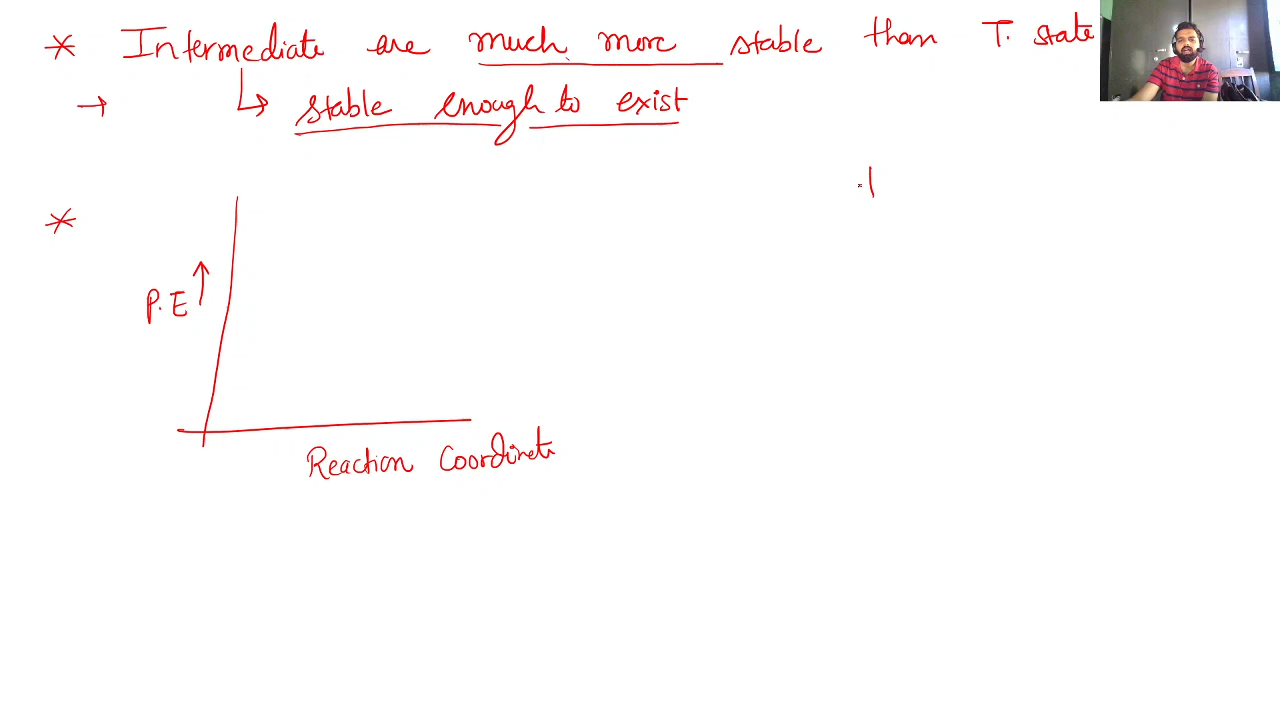 * Intermediate are much more stable than T. state
→ ↳ stable enough to exist
*
P.E ↑
Reaction Coordinate